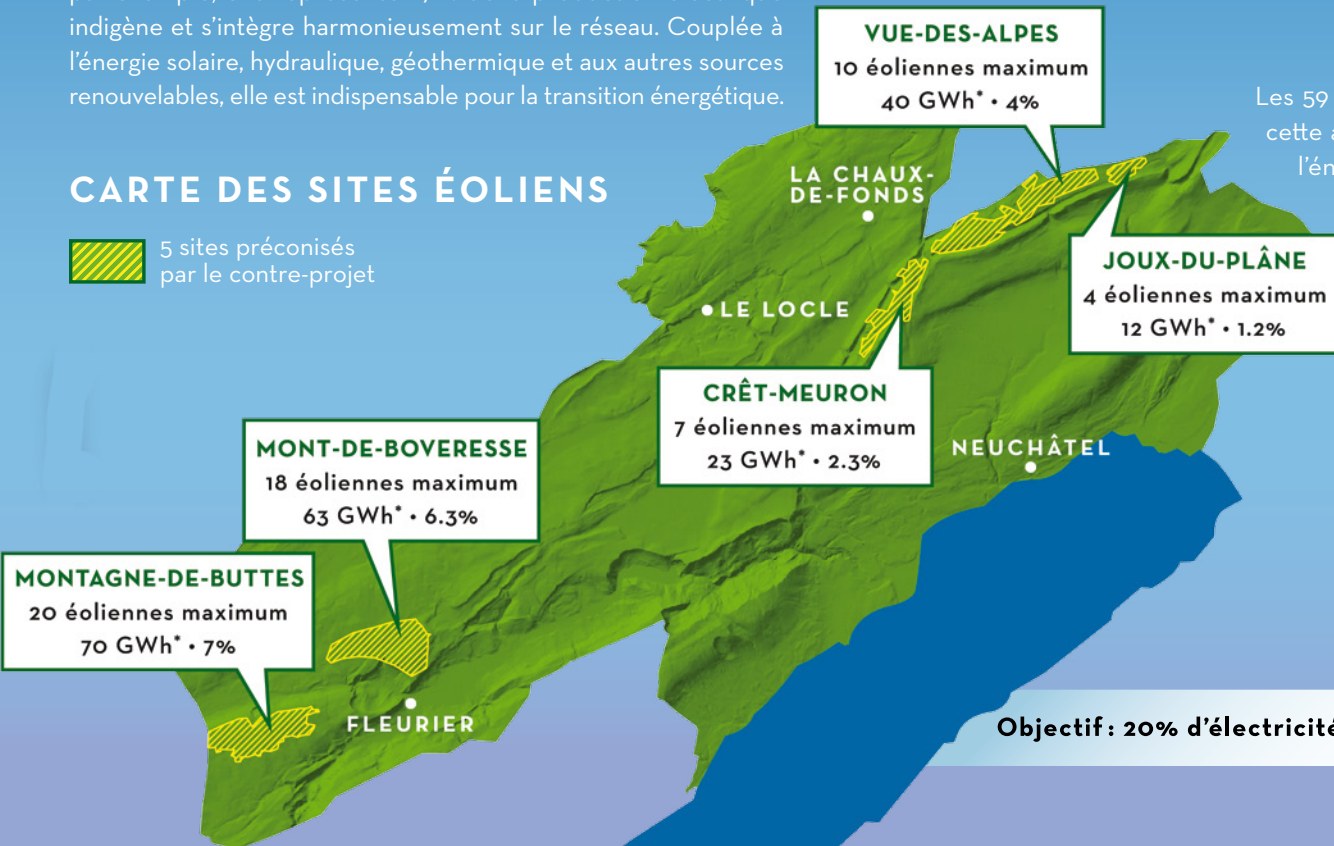 indigène et s'intègre harmonieusement sur le réseau. Couplée à
l'énergie solaire, hydraulique, géothermique et aux autres sources
renouvelables, elle est indispensable pour la transition énergétique.
CARTE DES SITES ÉOLIENS
5 sites préconisés
par le contre-projet
VUE-DES-ALPES
10 éoliennes maximum
40 GWh* • 4%
Les 59
cette a
l'én
LA CHAUX-
DE-FONDS
JOUX-DU-PLÂNE
4 éoliennes maximum
12 GWh* • 1.2%
LE LOCLE
CRÊT-MEURON
7 éoliennes maximum
23 GWh* • 2.3%
NEUCHÂTEL
MONT-DE-BOVERESSE
18 éoliennes maximum
63 GWh* • 6.3%
MONTAGNE-DE-BUTTES
20 éoliennes maximum
70 GWh* • 7%
FLEURIER
Objectif : 20% d'électricité